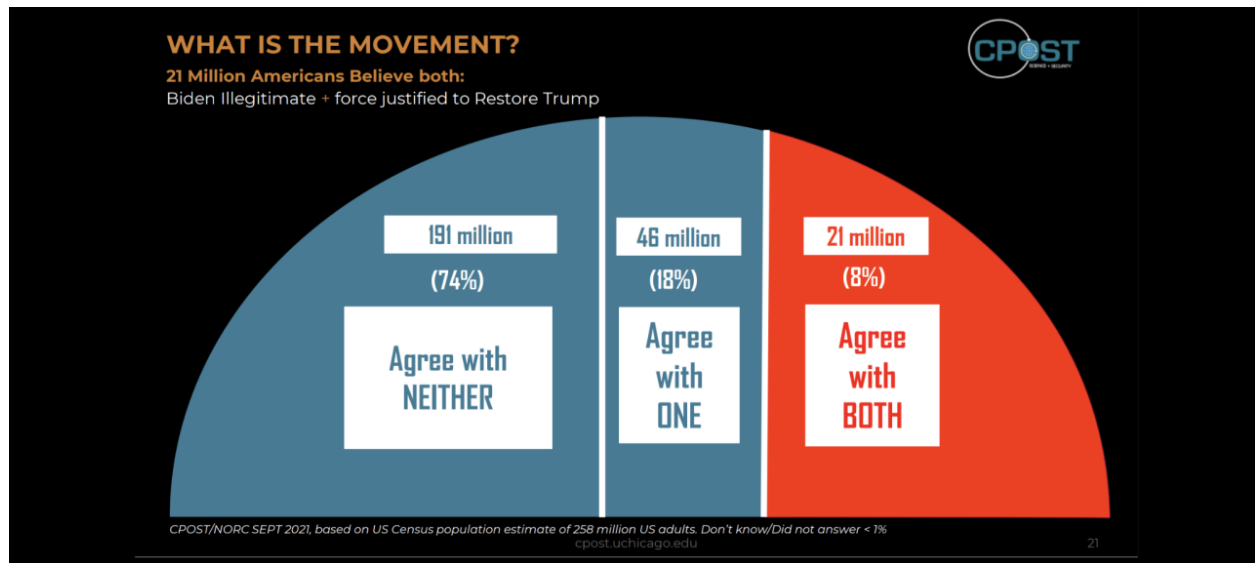 WHAT IS THE MOVEMENT?
21 Million Americans Believe both:
Biden Illegitimate + force justified to Restore Trump
CPOST
SCIENCE + SECURITY
191 million
(74%)
Agree with
NEITHER
46 million
(18%)
Agree
with
ONE
21 million
(8%)
Agree
with
BOTH
CPOST/NORC SEPT 2021, based on US Census population estimate of 258 million US adults. Don't know/Did not answer < 1%
cpost.uchicago.edu
21